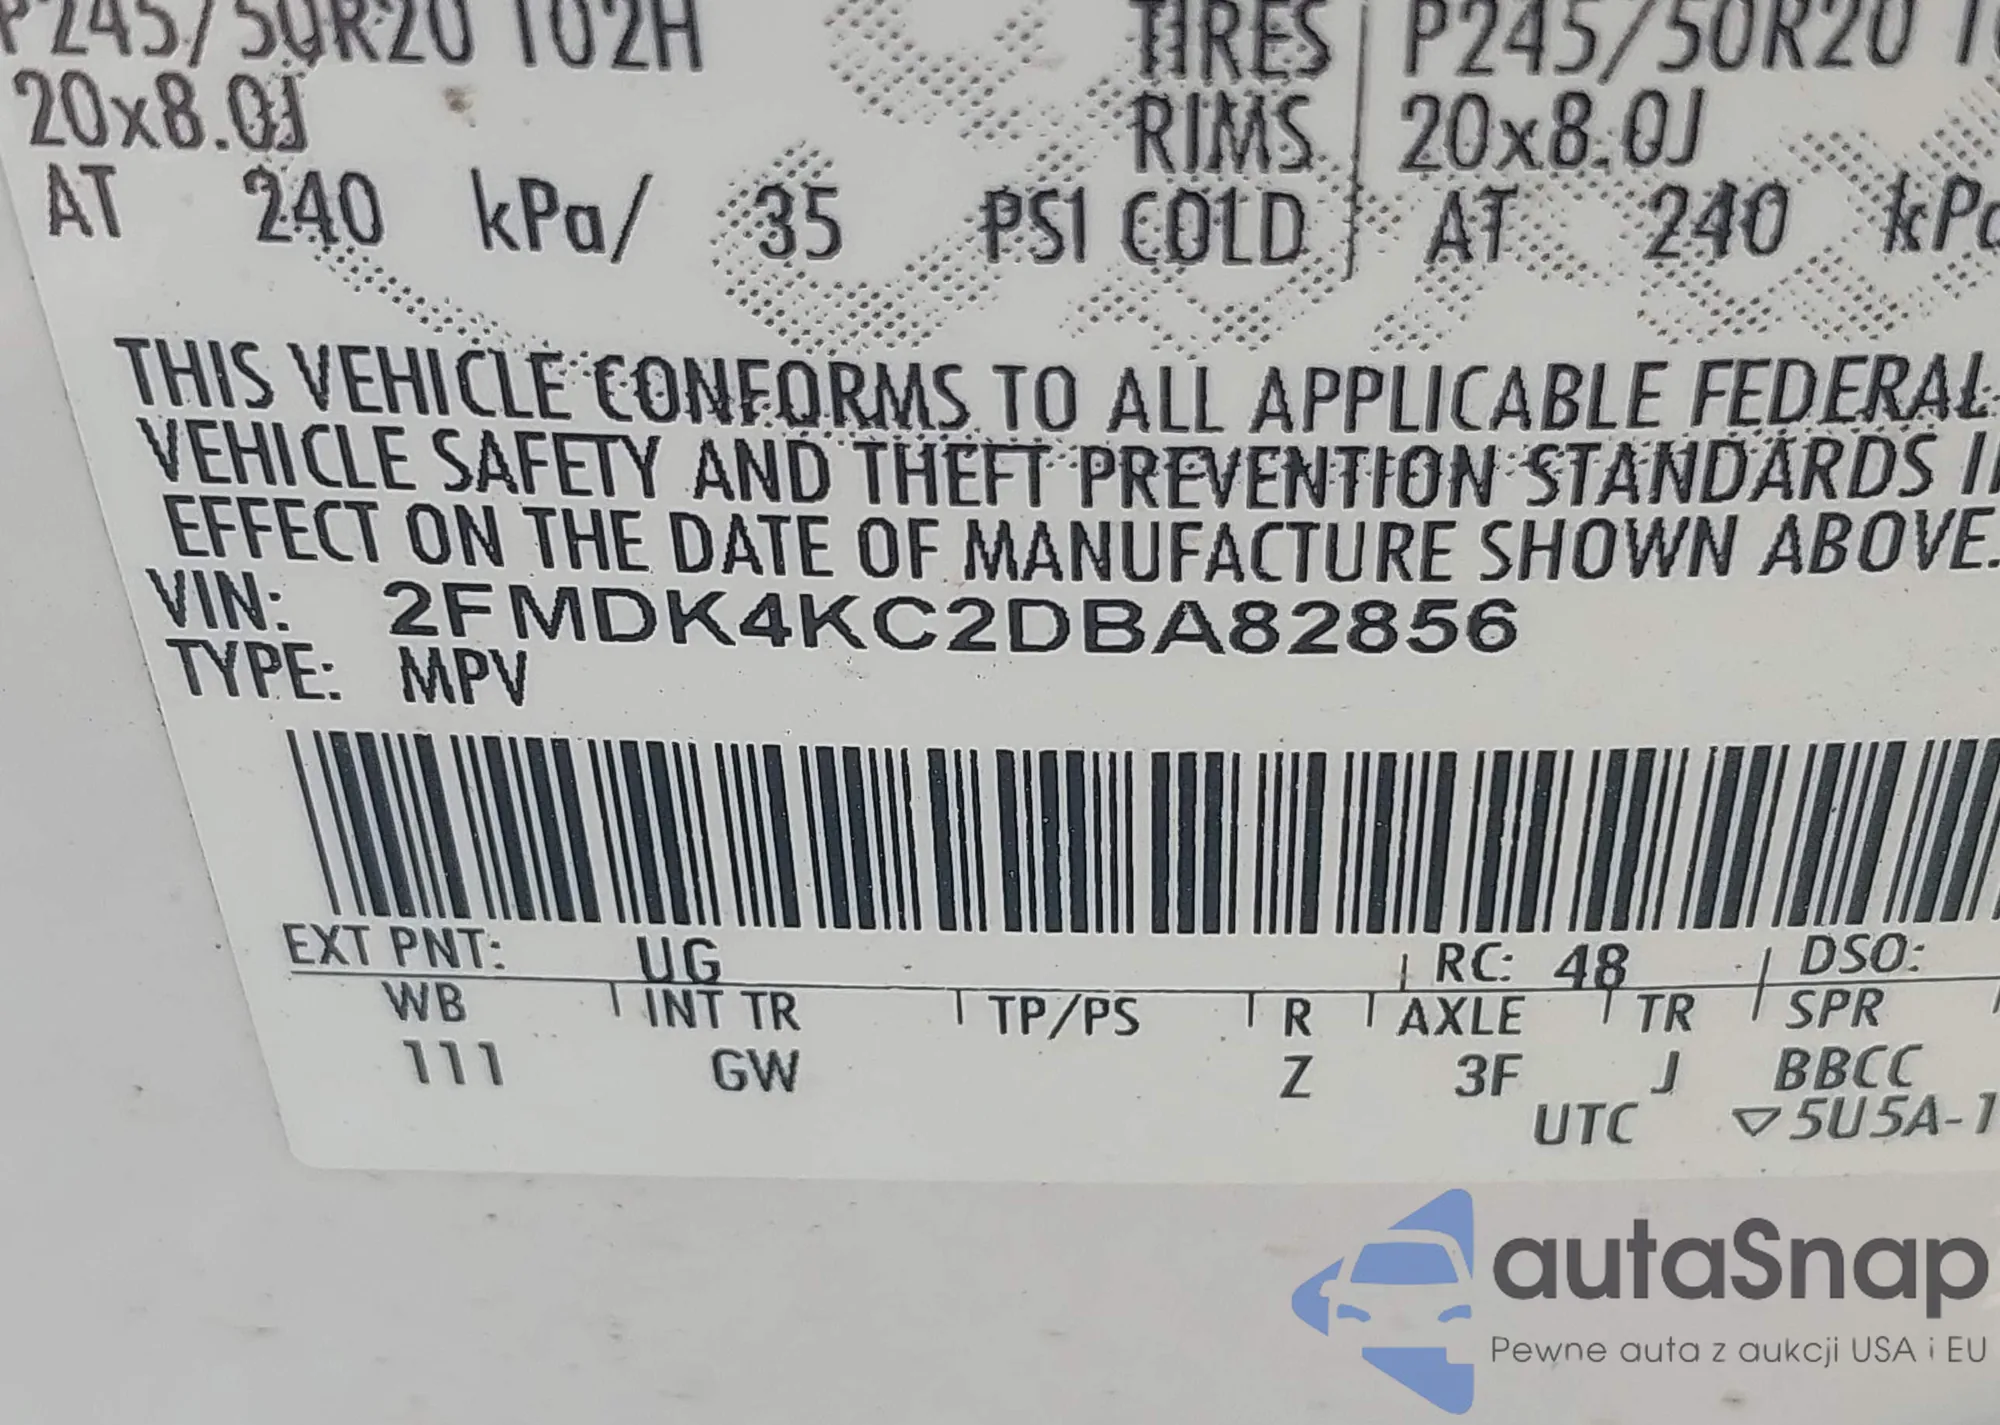 P245/50R20 102H TIRES P245/50R20
20x8.0J RIMS 20x8.0J
AT 240 kPa/ 35 PSI COLD AT 240 kPa
THIS VEHICLE CONFORMS TO ALL APPLICABLE FEDERAL
VEHICLE SAFETY AND THEFT PREVENTION STANDARDS
EFFECT ON THE DATE OF MANUFACTURE SHOWN ABOVE.
VIN: 2FMDK4KC2DBA82856
TYPE: MPV
EXT PNT: UG RC: 48 DSO:
WB INT TR TP/PS R AXLE TR SPR
111 GW Z 3F J BBCC
UTC ▽5U5A-1
autaSnap
Pewne auta z aukcji USA i EU